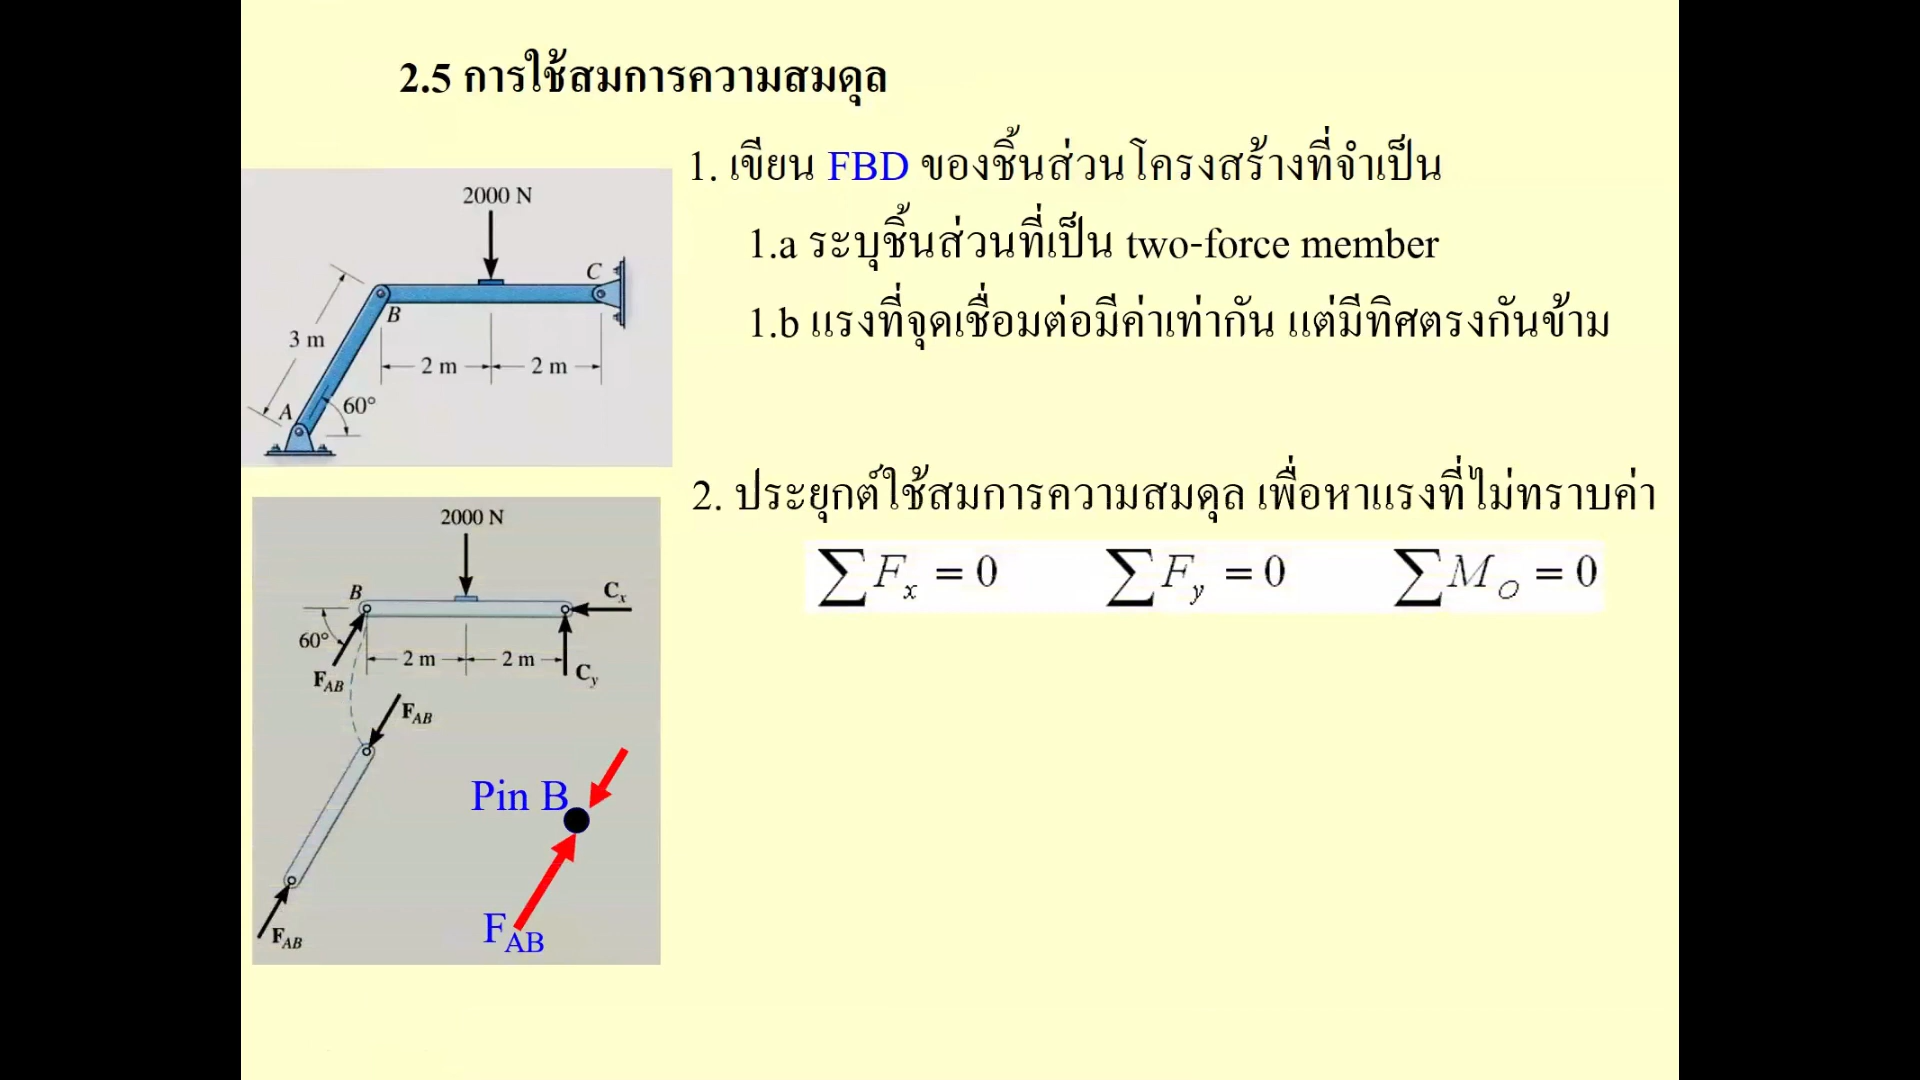 2.5 การใช้สมการความสมดุล
1. เขียน FBD ของชิ้นส่วนโครงสร้างที่จำเป็น
1.a ระบุชิ้นส่วนที่เป็น two-force member
1.b แรงที่จุดเชื่อมต่อมีค่าเท่ากัน แต่มีทิศตรงกันข้าม
2000 N
C
B
3 m
2 m 2 m
A 60°
2. ประยุกต์ใช้สมการความสมดุล เพื่อหาแรงที่ไม่ทราบค่า
∑Fx = 0 ∑Fy = 0 ∑MO = 0
2000 N
B Cx
60°
2 m 2 m
FAB Cy
FAB
Pin B
FAB FAB